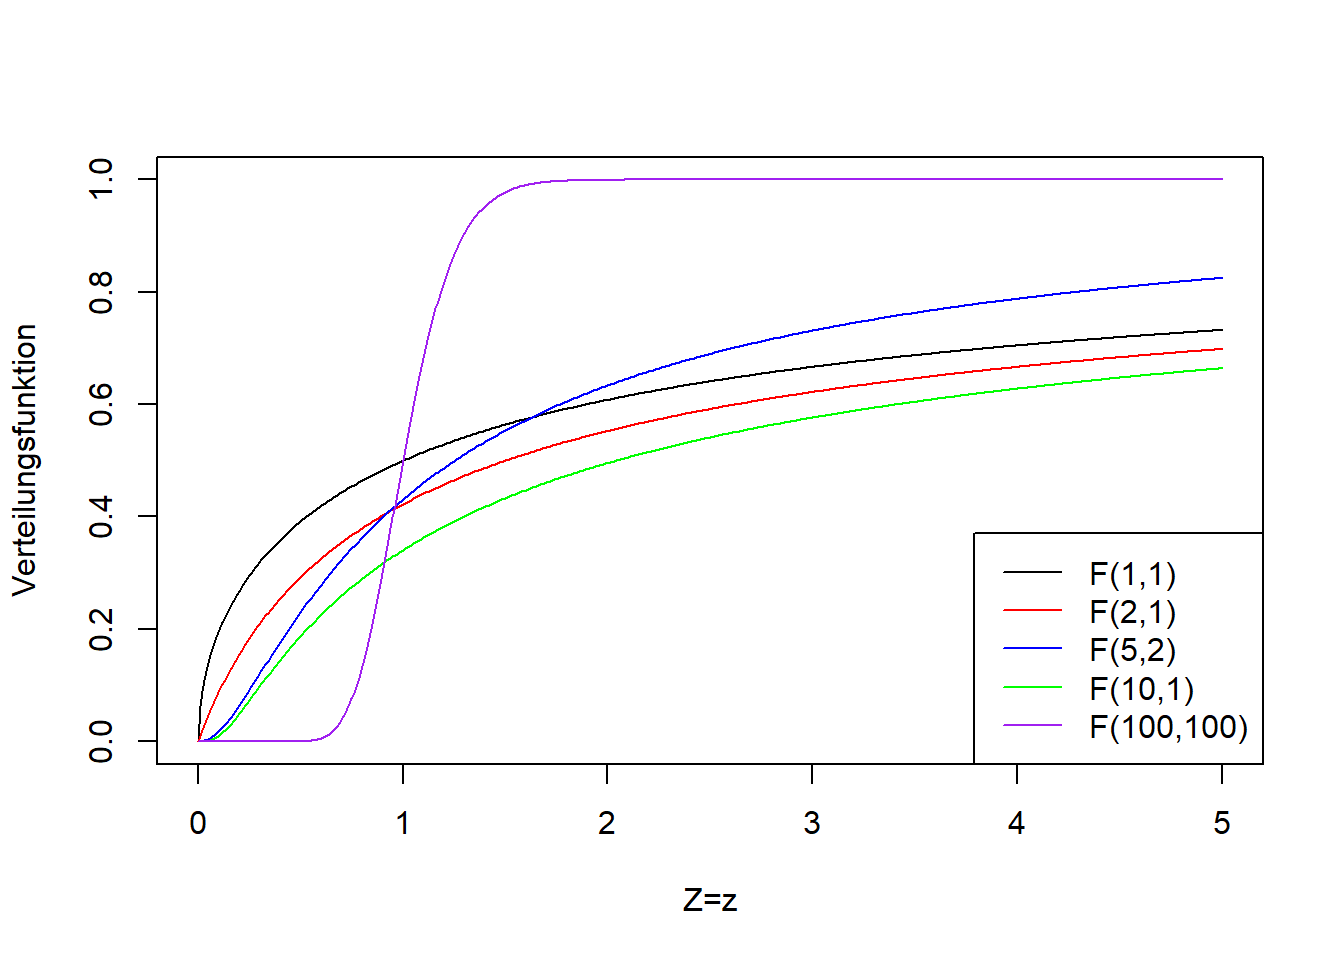 1.0
0.8
0.6
0.4
0.2
0.0
Verteilungsfunktion
F(1,1)
F(2,1)
F(5,2)
F(10,1)
F(100,100)
0 1 2 3 4 5
Z=z